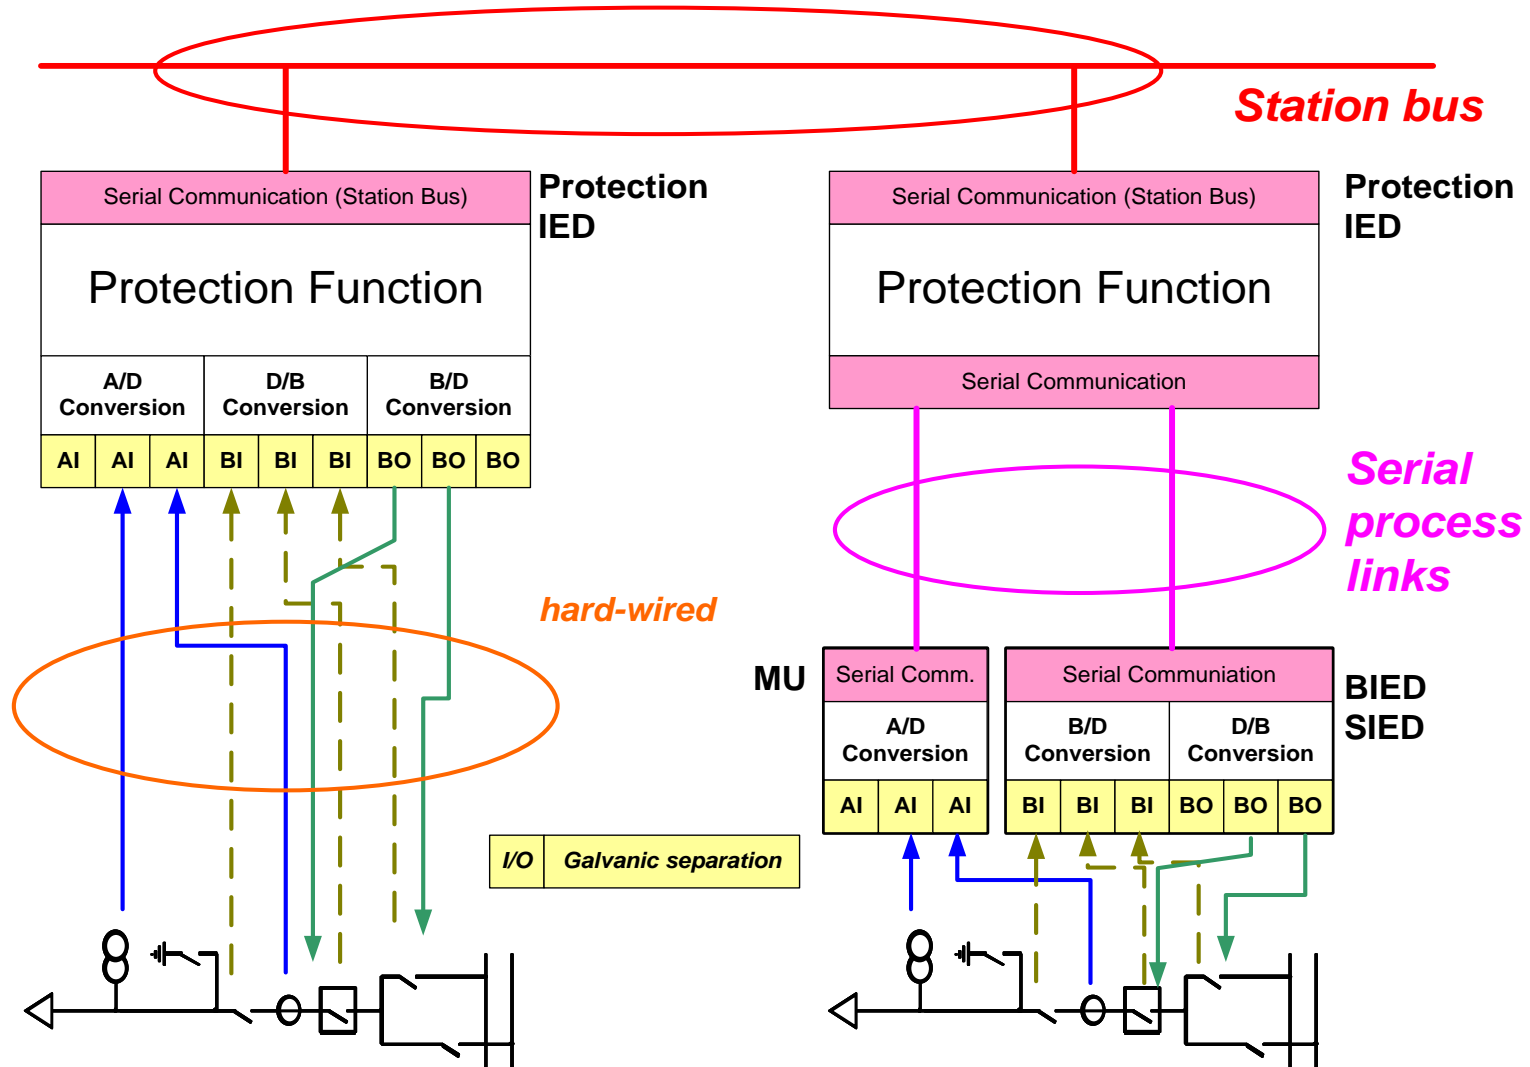 Station bus
Serial Communication (Station Bus)
Protection
IED
Protection Function
A/D
Conversion
D/B
Conversion
B/D
Conversion
AI AI AI BI BI BI BO BO BO
hard-wired
Serial Communication (Station Bus)
Protection
IED
Protection Function
Serial Communication
Serial
process
links
MU
Serial Comm.
A/D
Conversion
AI AI AI
Serial Communiation
B/D
Conversion
D/B
Conversion
BI BI BI BO BO BO
BIED
SIED
I/O Galvanic separation